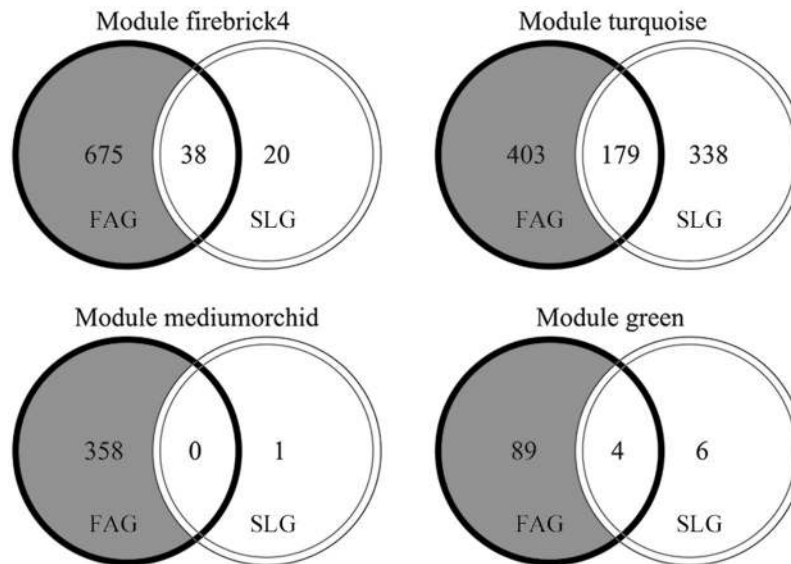 Module firebrick4
675 38 20
FAG SLG
Module turquoise
403 179 338
FAG SLG
Module mediumorchid
358 0 1
FAG SLG
Module green
89 4 6
FAG SLG